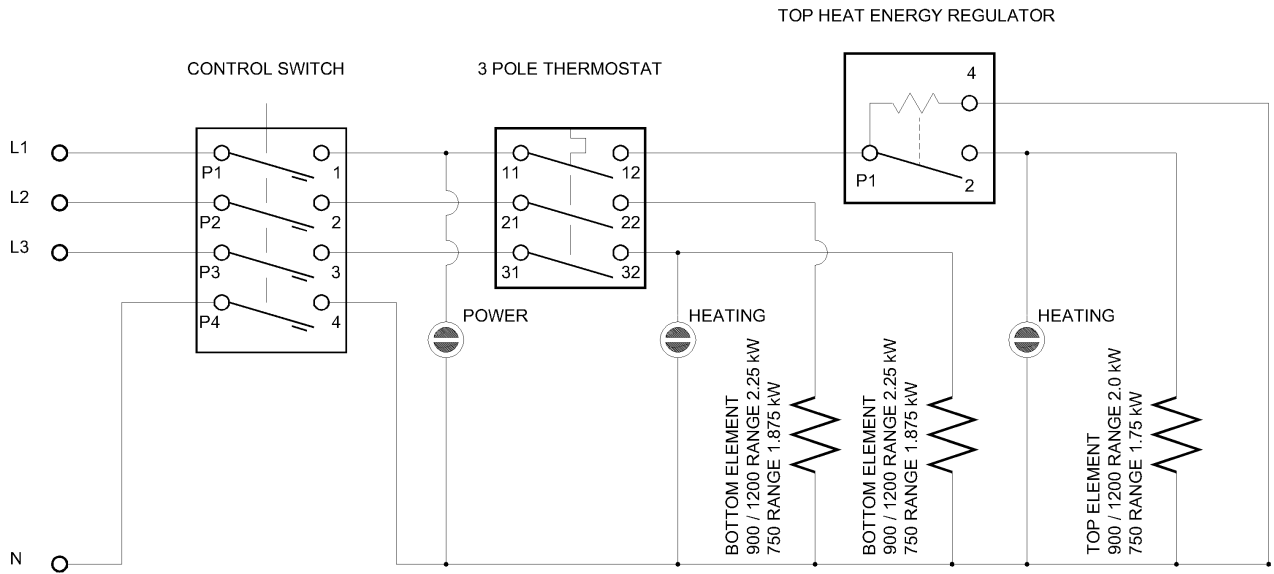 TOP HEAT ENERGY REGULATOR
CONTROL SWITCH
3 POLE THERMOSTAT
4
L1
P1
1
11
12
P1
2
L2
P2
2
21
22
L3
P3
3
31
32
P4
4
POWER
HEATING
HEATING
BOTTOM ELEMENT
900 / 1200 RANGE 2.25 kW
750 RANGE 1.875 kW
BOTTOM ELEMENT
900 / 1200 RANGE 2.25 kW
750 RANGE 1.875 kW
TOP ELEMENT
900 / 1200 RANGE 2.0 kW
750 RANGE 1.75 kW
N